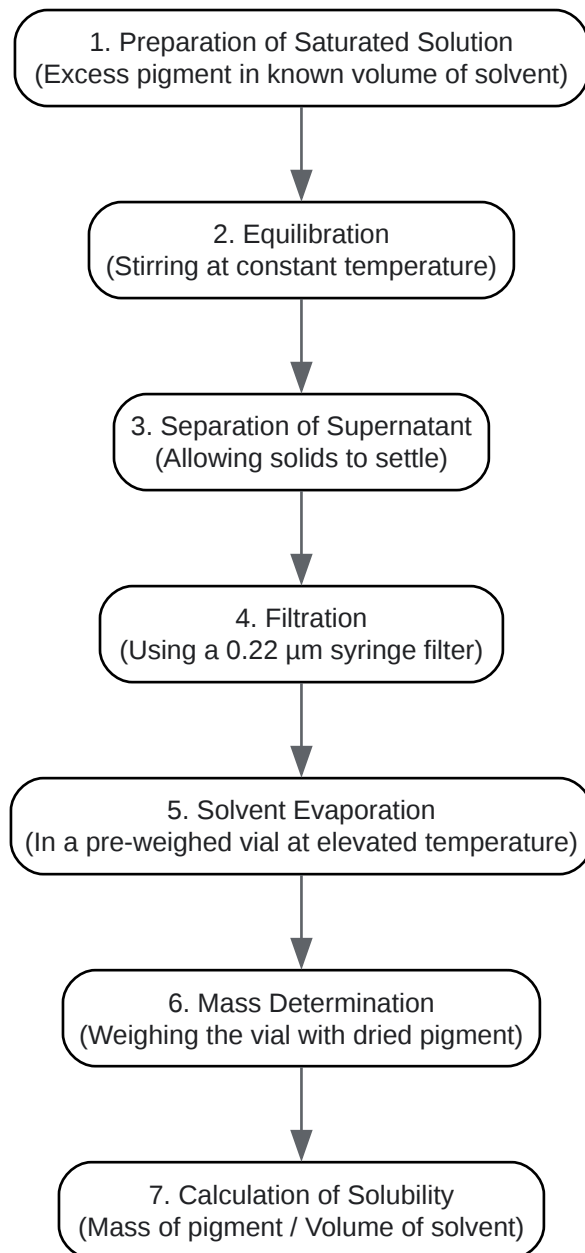 1. Preparation of Saturated Solution
(Excess pigment in known volume of solvent)
2. Equilibration
(Stirring at constant temperature)
3. Separation of Supernatant
(Allowing solids to settle)
4. Filtration
(Using a 0.22 µm syringe filter)
5. Solvent Evaporation
(In a pre-weighed vial at elevated temperature)
6. Mass Determination
(Weighing the vial with dried pigment)
7. Calculation of Solubility
(Mass of pigment / Volume of solvent)